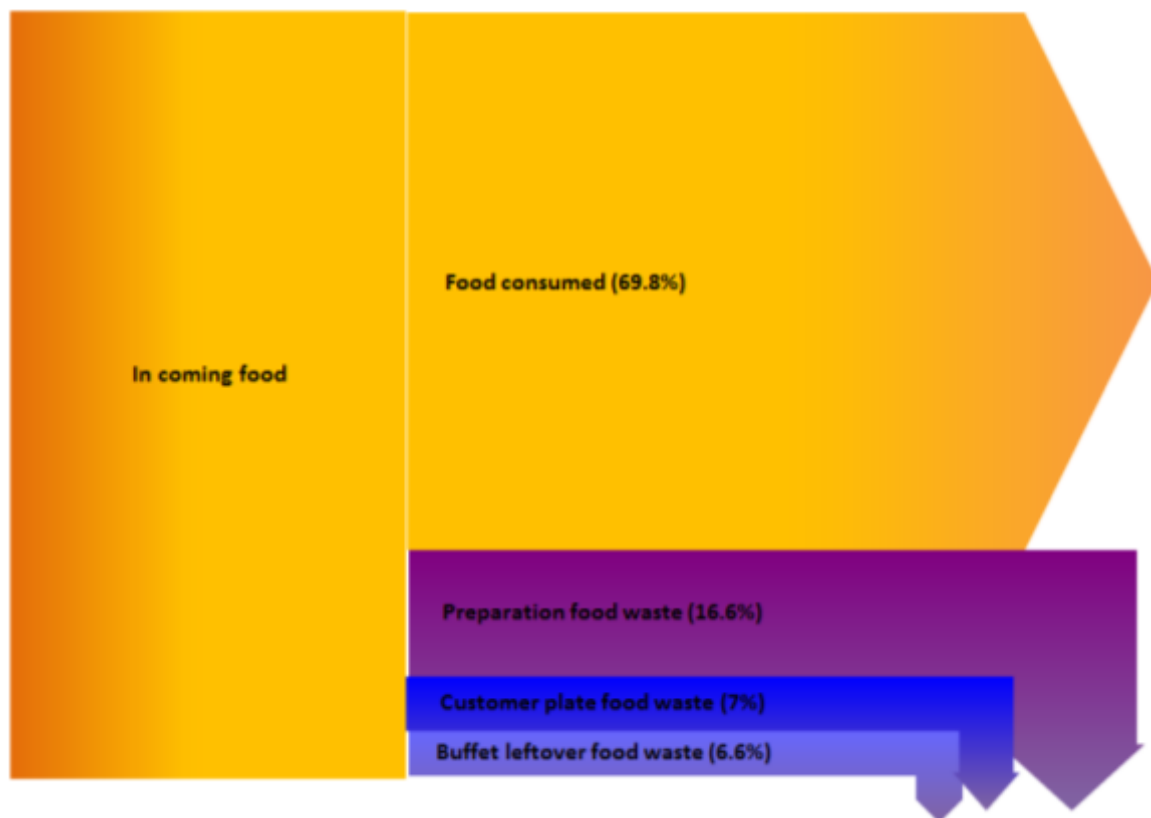 Food consumed (69.8%)
In coming food
Preparation food waste (16.6%)
Customer plate food waste (7%)
Buffet leftover food waste (6.6%)